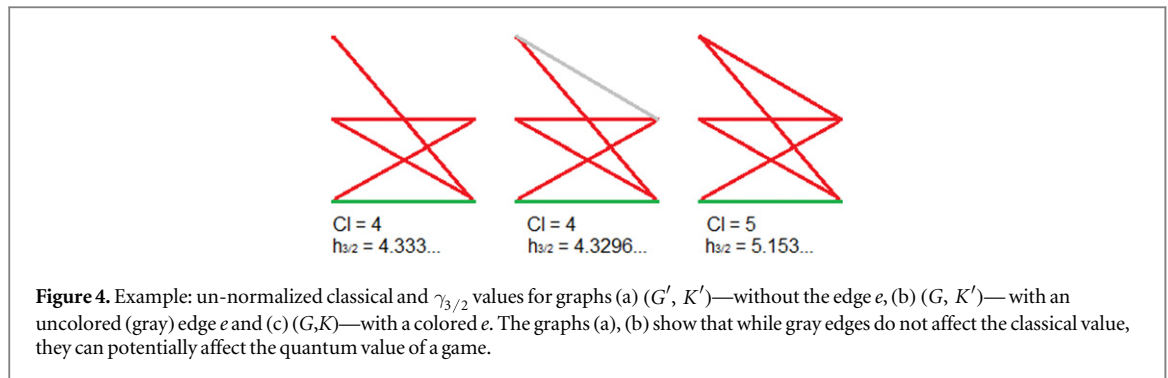 Cl = 4 Cl = 4 Cl = 5
h3/2 = 4.333... h3/2 = 4.3296... h3/2 = 5.153...
Figure 4. Example: un-normalized classical and γ3/2 values for graphs (a) (G′, K′)—without the edge e, (b) (G, K′)— with an
uncolored (gray) edge e and (c) (G,K)—with a colored e. The graphs (a), (b) show that while gray edges do not affect the classical value,
they can potentially affect the quantum value of a game.